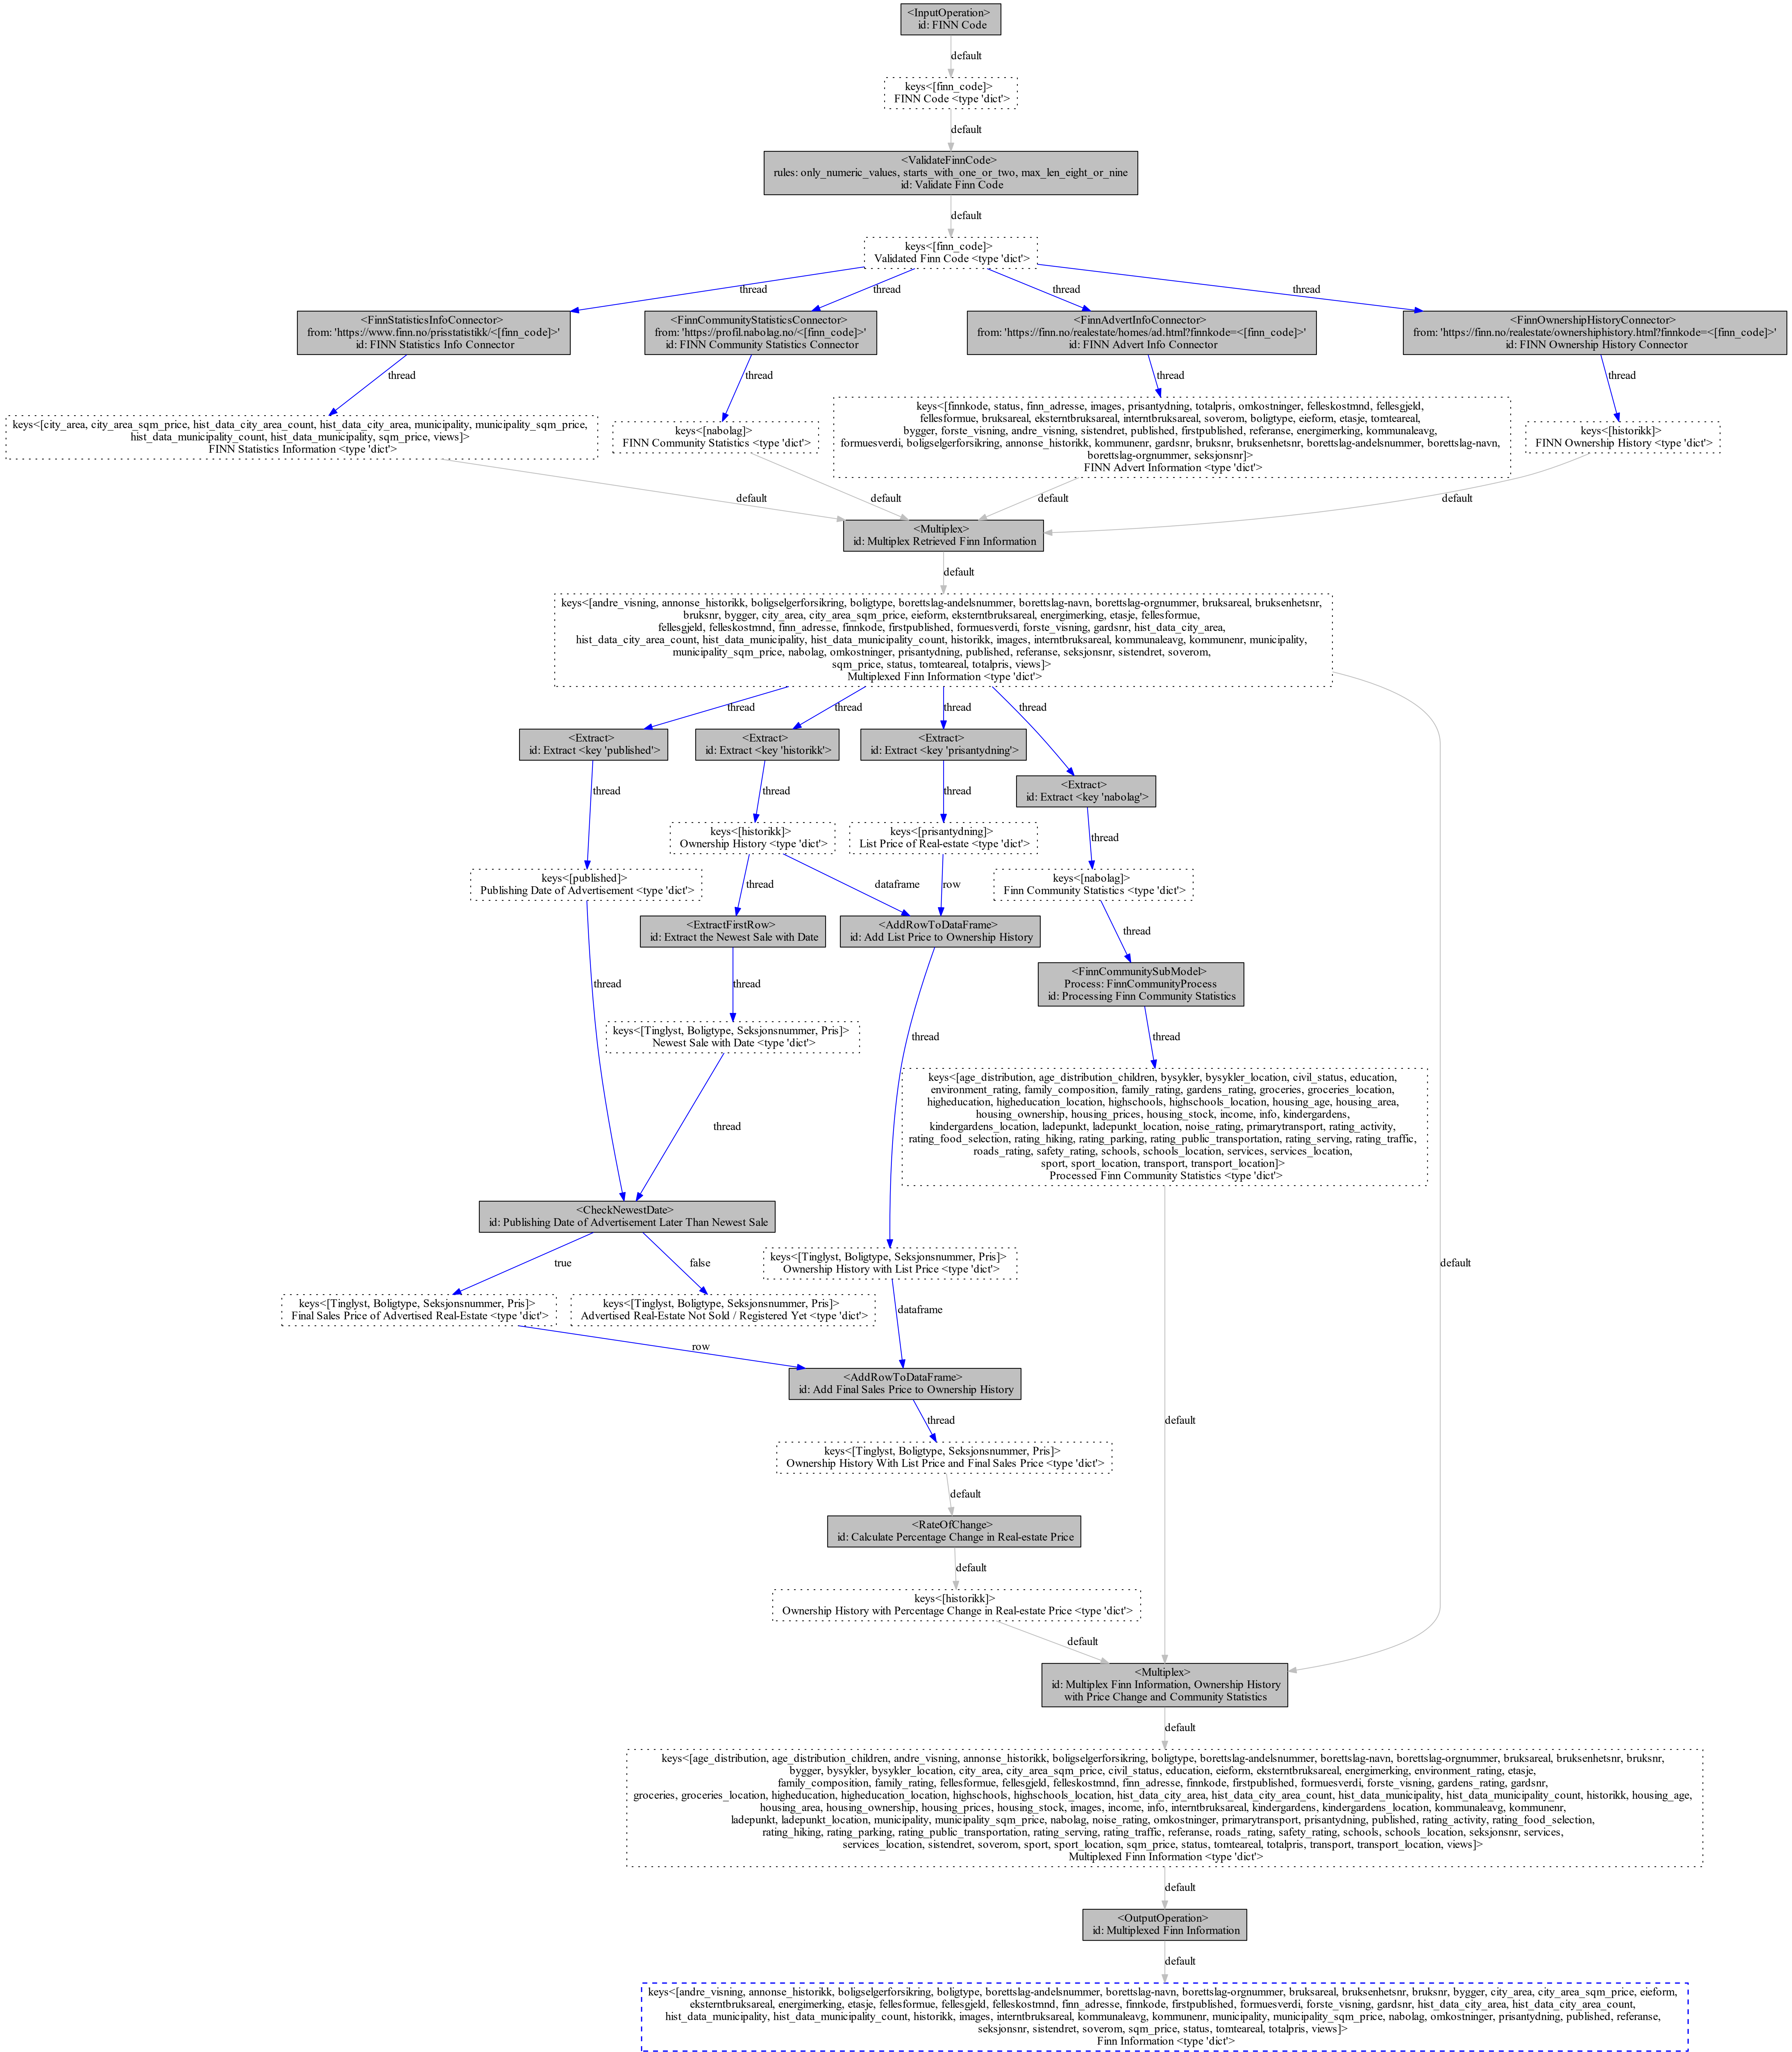 <InputOperation>
id: FINN Code
default
keys<[finn_code]>
FINN Code <type 'dict'>
default
<ValidateFinnCode>
rules: only_numeric_values, starts_with_one_or_two, max_len_eight_or_nine
id: Validate Finn Code
default
keys<[finn_code]>
Validated Finn Code <type 'dict'>
thread
thread
thread
thread
<FinnStatisticsInfoConnector>
from: 'https://www.finn.no/prisstatistikk/<[finn_code]>'
id: FINN Statistics Info Connector
<FinnCommunityStatisticsConnector>
from: 'https://profil.nabolag.no/<[finn_code]>'
id: FINN Community Statistics Connector
<FinnAdvertInfoConnector>
from: 'https://finn.no/realestate/homes/ad.html?finnkode=<[finn_code]>'
id: FINN Advert Info Connector
<FinnOwnershipHistoryConnector>
from: 'https://finn.no/realestate/ownershiphistory.html?finnkode=<[finn_code]>'
id: FINN Ownership History Connector
thread
thread
thread
thread
keys<[city_area, city_area_sqm_price, hist_data_city_area_count, hist_data_city_area, municipality, municipality_sqm_price,
hist_data_municipality_count, hist_data_municipality, sqm_price, views]>
FINN Statistics Information <type 'dict'>
keys<[nabolag]>
FINN Community Statistics <type 'dict'>
keys<[finnkode, status, finn_adresse, images, prisantydning, totalpris, omkostninger, felleskostmnd, fellesgjeld,
fellesformue, bruksareal, eksterntbruksareal, interntbruksareal, soverom, boligtype, eieform, etasje, tomteareal,
bygger, forste_visning, andre_visning, sistendret, published, firstpublished, referanse, energimerking, kommunaleavg,
formuesverdi, boligselgerforsikring, annonse_historikk, kommunenr, gardsnr, bruksnr, bruksenhetsnr, borettslag-andelsnummer, borettslag-navn,
borettslag-orgnummer, seksjonsnr]>
FINN Advert Information <type 'dict'>
keys<[historikk]>
FINN Ownership History <type 'dict'>
default
default
default
default
<Multiplex>
id: Multiplex Retrieved Finn Information
default
keys<[andre_visning, annonse_historikk, boligselgerforsikring, boligtype, borettslag-andelsnummer, borettslag-navn, borettslag-orgnummer, bruksareal, bruksenhetsnr,
bruksnr, bygger, city_area, city_area_sqm_price, eieform, eksterntbruksareal, energimerking, etasje, fellesformue,
fellesgjeld, felleskostmnd, finn_adresse, finnkode, firstpublished, formuesverdi, forste_visning, gardsnr, hist_data_city_area,
hist_data_city_area_count, hist_data_municipality, hist_data_municipality_count, historikk, images, interntbruksareal, kommunaleavg, kommunenr, municipality,
municipality_sqm_price, nabolag, omkostninger, prisantydning, published, referanse, seksjonsnr, sistendret, soverom,
sqm_price, status, tomteareal, totalpris, views]>
Multiplexed Finn Information <type 'dict'>
thread
thread
thread
thread
<Extract>
id: Extract <key 'published'>
<Extract>
id: Extract <key 'historikk'>
<Extract>
id: Extract <key 'prisantydning'>
<Extract>
id: Extract <key 'nabolag'>
thread
thread
thread
thread
keys<[historikk]>
Ownership History <type 'dict'>
keys<[prisantydning]>
List Price of Real-estate <type 'dict'>
keys<[published]>
Publishing Date of Advertisement <type 'dict'>
keys<[nabolag]>
Finn Community Statistics <type 'dict'>
thread
dataframe
row
<ExtractFirstRow>
id: Extract the Newest Sale with Date
<AddRowToDataFrame>
id: Add List Price to Ownership History
thread
<FinnCommunitySubModel>
Process: FinnCommunityProcess
id: Processing Finn Community Statistics
thread
thread
thread
thread
keys<[Tinglyst, Boligtype, Seksjonsnummer, Pris]>
Newest Sale with Date <type 'dict'>
keys<[age_distribution, age_distribution_children, bysykler, bysykler_location, civil_status, education,
environment_rating, family_composition, family_rating, gardens_rating, groceries, groceries_location,
higheducation, higheducation_location, highschools, highschools_location, housing_age, housing_area,
housing_ownership, housing_prices, housing_stock, income, info, kindergardens,
kindergardens_location, ladepunkt, ladepunkt_location, noise_rating, primarytransport, rating_activity,
rating_food_selection, rating_hiking, rating_parking, rating_public_transportation, rating_serving, rating_traffic,
roads_rating, safety_rating, schools, schools_location, services, services_location,
sport, sport_location, transport, transport_location]>
Processed Finn Community Statistics <type 'dict'>
thread
<CheckNewestDate>
id: Publishing Date of Advertisement Later Than Newest Sale
true
false
keys<[Tinglyst, Boligtype, Seksjonsnummer, Pris]>
Ownership History with List Price <type 'dict'>
default
keys<[Tinglyst, Boligtype, Seksjonsnummer, Pris]>
Final Sales Price of Advertised Real-Estate <type 'dict'>
keys<[Tinglyst, Boligtype, Seksjonsnummer, Pris]>
Advertised Real-Estate Not Sold / Registered Yet <type 'dict'>
dataframe
row
<AddRowToDataFrame>
id: Add Final Sales Price to Ownership History
thread
default
keys<[Tinglyst, Boligtype, Seksjonsnummer, Pris]>
Ownership History With List Price and Final Sales Price <type 'dict'>
default
<RateOfChange>
id: Calculate Percentage Change in Real-estate Price
default
keys<[historikk]>
Ownership History with Percentage Change in Real-estate Price <type 'dict'>
default
<Multiplex>
id: Multiplex Finn Information, Ownership History
with Price Change and Community Statistics
default
keys<[age_distribution, age_distribution_children, andre_visning, annonse_historikk, boligselgerforsikring, boligtype, borettslag-andelsnummer, borettslag-navn, borettslag-orgnummer, bruksareal, bruksenhetsnr, bruksnr,
bygger, bysykler, bysykler_location, city_area, city_area_sqm_price, civil_status, education, eieform, eksterntbruksareal, energimerking, environment_rating, etasje,
family_composition, family_rating, fellesformue, fellesgjeld, felleskostmnd, finn_adresse, finnkode, firstpublished, formuesverdi, forste_visning, gardens_rating, gardsnr,
groceries, groceries_location, higheducation, higheducation_location, highschools, highschools_location, hist_data_city_area, hist_data_city_area_count, hist_data_municipality, hist_data_municipality_count, historikk, housing_age,
housing_area, housing_ownership, housing_prices, housing_stock, images, income, info, interntbruksareal, kindergardens, kindergardens_location, kommunaleavg, kommunenr,
ladepunkt, ladepunkt_location, municipality, municipality_sqm_price, nabolag, noise_rating, omkostninger, primarytransport, prisantydning, published, rating_activity, rating_food_selection,
rating_hiking, rating_parking, rating_public_transportation, rating_serving, rating_traffic, referanse, roads_rating, safety_rating, schools, schools_location, seksjonsnr, services,
services_location, sistendret, soverom, sport, sport_location, sqm_price, status, tomteareal, totalpris, transport, transport_location, views]>
Multiplexed Finn Information <type 'dict'>
default
<OutputOperation>
id: Multiplexed Finn Information
default
keys<[andre_visning, annonse_historikk, boligselgerforsikring, boligtype, borettslag-andelsnummer, borettslag-navn, borettslag-orgnummer, bruksareal, bruksenhetsnr, bruksnr, bygger, city_area, city_area_sqm_price, eieform,
eksterntbruksareal, energimerking, etasje, fellesformue, fellesgjeld, felleskostmnd, finn_adresse, finnkode, firstpublished, formuesverdi, forste_visning, gardsnr, hist_data_city_area, hist_data_city_area_count,
hist_data_municipality, hist_data_municipality_count, historikk, images, interntbruksareal, kommunaleavg, kommunenr, municipality, municipality_sqm_price, nabolag, omkostninger, prisantydning, published, referanse,
seksjonsnr, sistendret, soverom, sqm_price, status, tomteareal, totalpris, views]>
Finn Information <type 'dict'>